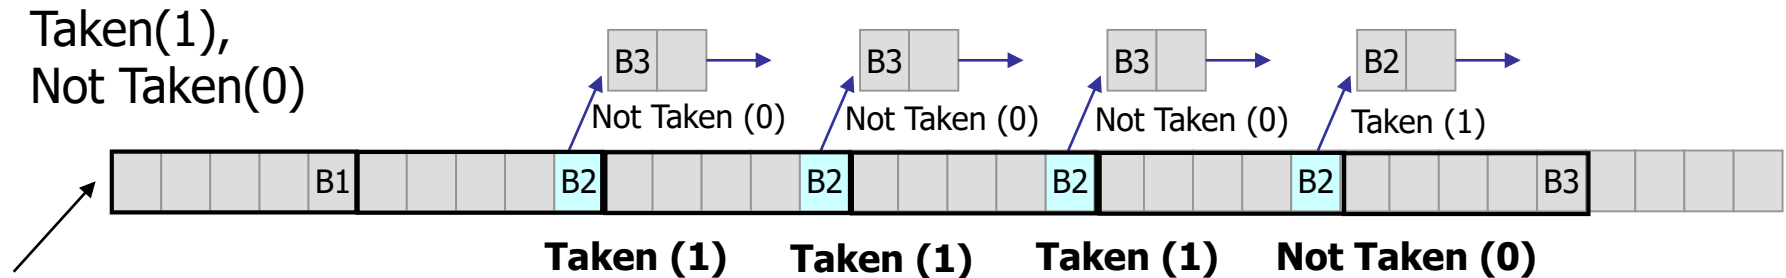 Taken(1),
Not Taken(0)
B3 B3 B3 B2
Not Taken (0) Not Taken (0) Not Taken (0) Taken (1)
B1 B2 B2 B2 B2 B3
Taken (1) Taken (1) Taken (1) Not Taken (0)